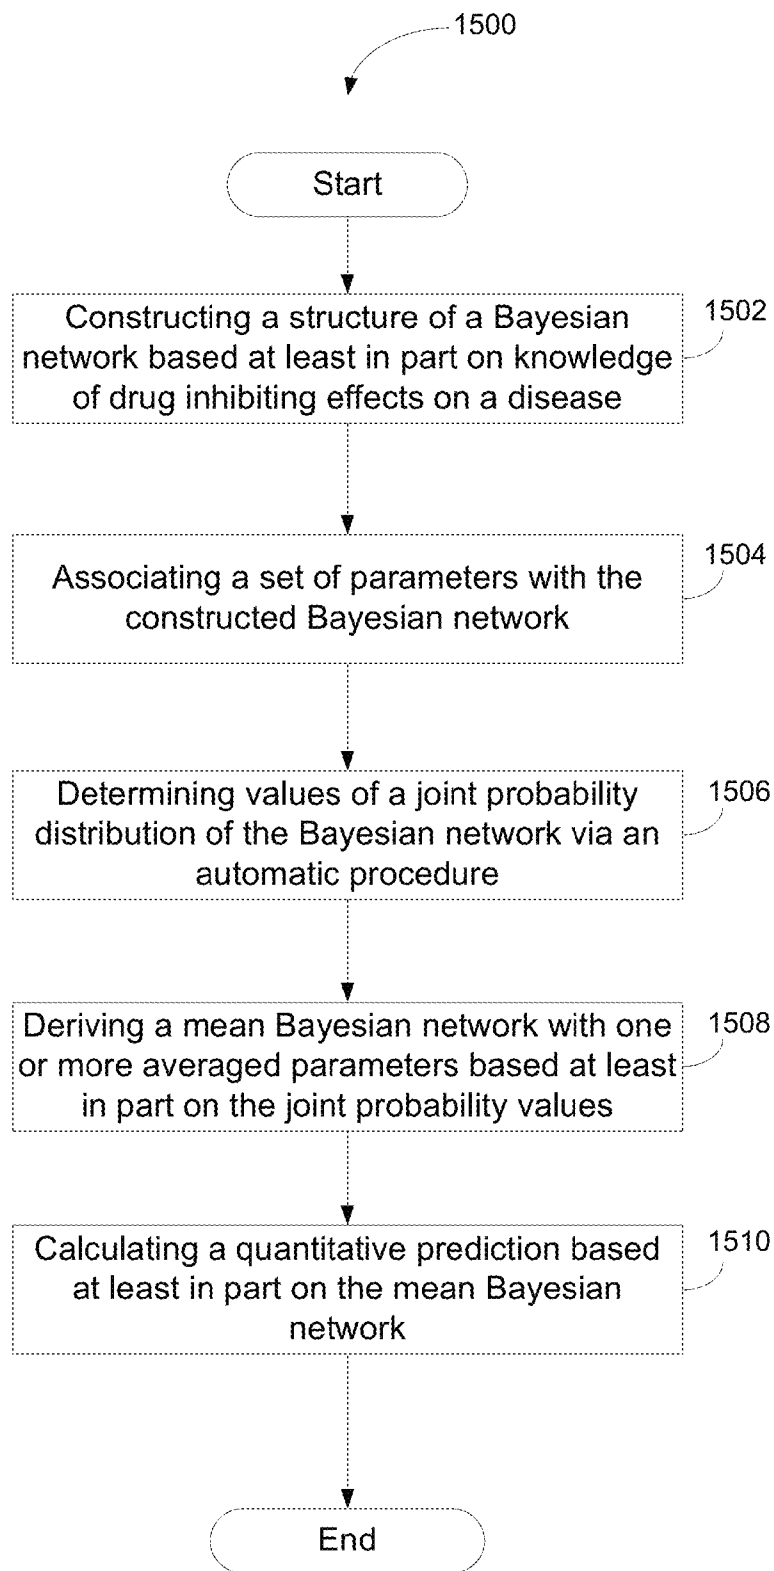 1500
Start
Constructing a structure of a Bayesian
network based at least in part on knowledge
of drug inhibiting effects on a disease
1502
Associating a set of parameters with the
constructed Bayesian network
1504
Determining values of a joint probability
distribution of the Bayesian network via an
automatic procedure
1506
Deriving a mean Bayesian network with one
or more averaged parameters based at least
in part on the joint probability values
1508
Calculating a quantitative prediction based
at least in part on the mean Bayesian
network
1510
End